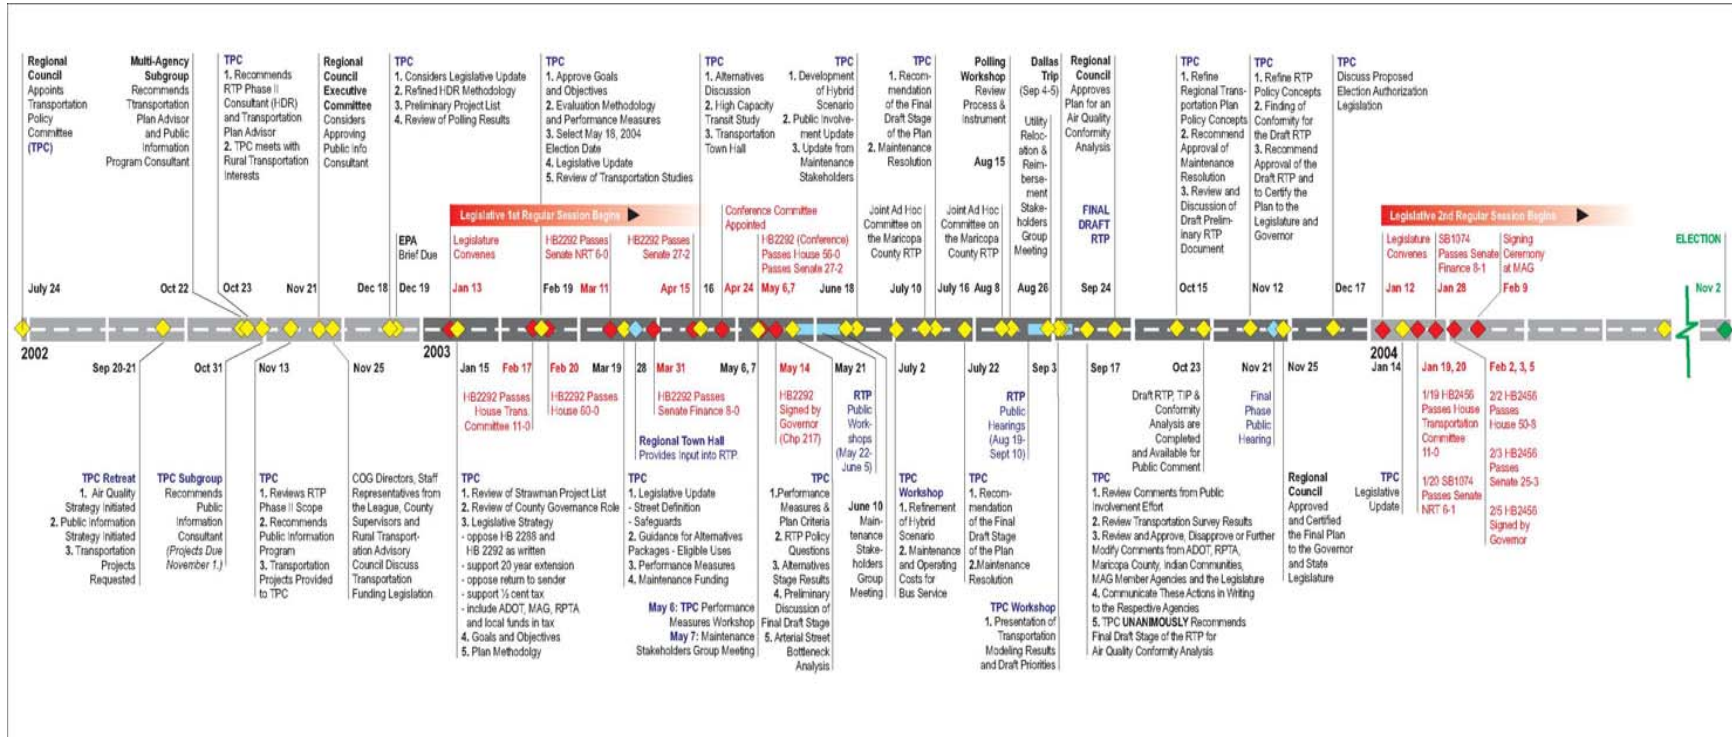 Regional
Council
Appoints
Transportation
Policy
Committee
(TPC)
July 24
Multi-Agency
Subgroup
Recommends
Ttransportation
Plan Advisor
and Public
Information
Program Consultant
Oct 22
TPC
1. Recommends
RTP Phase II
Consultant (HDR)
and Transportation
Plan Advisor
2. TPC meets with
Rural Transportation
Interests
Oct 23
Regional
Council
Executive
Committee
Considers
Approving
Public Info
Consultant
Nov 21
TPC
1. Considers Legislative Update
2. Refined HDR Methodology
3. Preliminary Project List
4. Review of Polling Results
Dec 18
EPA
Brief Due
Dec 19
Legislative 1st Regular Session Begins
Legislature
Convenes
Jan 13
TPC
1. Approve Goals
and Objectives
2. Evaluation Methodology
and Performance Measures
3. Select May 18, 2004
Election Date
4. Legislative Update
5. Review of Transportation Studies
HB2292 Passes
Senate NRT 6-0
Feb 19
Mar 11
HB2292 Passes
Senate 27-2
Apr 15
TPC
1. Alternatives
Discussion
2. High Capacity
Transit Study
3. Transportation
Town Hall
16
Conference Committee
Appointed
Apr 24
HB2292 (Conference)
Passes House 56-0
Passes Senate 27-2
May 6,7
TPC
1. Development
of Hybrid
Scenario
2. Public Involve-
ment Update
3. Update from
Maintenance
Stakeholders
June 18
TPC
1. Recom-
mendation
of the Final
Draft Stage
of the Plan
2. Maintenance
Resolution
Joint Ad Hoc
Committee on
the Maricopa
County RTP
July 10
July 16
Polling
Workshop
Review
Process &
Instrument
Aug 15
Joint Ad Hoc
Committee on
the Maricopa
County RTP
Aug 8
Dallas
Trip
(Sep 4-5)
Utility
Reloc-
ation &
Reim-
berse-
ment
Stake-
holders
Group
Meeting
Aug 26
Regional
Council
Approves
Plan for an
Air Quality
Conformity
Analysis
FINAL
DRAFT
RTP
Sep 24
TPC
1. Refine
Regional Trans-
portation Plan
Policy Concepts
2. Recommend
Approval of
Maintenance
Resolution
3. Review and
Discussion of
Draft Prelim-
inary RTP
Document
Oct 15
TPC
1. Refine RTP
Policy Concepts
2. Finding of
Conformity for
the Draft RTP
3. Recommend
Approval of the
Draft RTP and
to Certify the
Plan to the
Legislature and
Governor
Nov 12
TPC
Discuss Proposed
Election Authorization
Legislation
Dec 17
Legislative 2nd Regular Session Begins
Legislature
Convenes
Jan 12
SB1074
Passes Senate
Finance 8-1
Jan 28
Signing
Ceremony
at MAG
Feb 9
ELECTION
Nov 2
2002
2003
2004
Sep 20-21
TPC Retreat
1. Air Quality
Strategy Initiated
2. Public Information
Strategy Initiated
3. Transportation
Projects
Requested
Oct 31
TPC Subgroup
Recommends
Public
Information
Consultant
(Projects Due
November 1.)
Nov 13
TPC
1. Reviews RTP
Phase II Scope
2. Recommends
Public Information
Program
3. Transportation
Projects Provided
to TPC
Nov 25
COG Directors, Staff
Representatives from
the League, County
Supervisors and
Rural Transport-
ation Advisory
Council Discuss
Transportation
Funding Legislation
Jan 15
TPC
1. Review of Strawman Project List
2. Review of County Governance Role
3. Legislative Strategy
- oppose HB 2288 and
HB 2292 as written
- support 20 year extension
- oppose return to sender
- support ½ cent tax
- include ADOT, MAG, RPTA
and local funds in tax
4. Goals and Objectives
5. Plan Methodolgy
Feb 17
HB2292 Passes
House Trans.
Committee 11-0
Feb 20
HB2292 Passes
House 60-0
Mar 19
TPC
1. Legislative Update
- Street Definition
- Safeguards
2. Guidance for Alternatives
Packages - Eligible Uses
3. Performance Measures
4. Maintenance Funding
28
Regional Town Hall
Provides Input into RTP.
Mar 31
HB2292 Passes
Senate Finance 8-0
May 6, 7
May 6: TPC Performance
Measures Workshop
May 7: Maintenance
Stakeholders Group Meeting
May 14
HB2292
Signed by
Governor
(Chp 217)
May 21
TPC
1.Performance
Measures &
Plan Criteria
2. RTP Policy
Questions
3. Alternatives
Stage Results
4. Preliminary
Discussion of
Final Draft Stage
5. Arterial Street
Bottleneck
Analysis
RTP
Public
Work-
shops
(May 22-
June 5)
June 10
Main-
tenance
Stake-
holders
Group
Meeting
July 2
TPC
Workshop
1. Refinement
of Hybrid
Scenario
2. Maintenance
and Operating
Costs for
Bus Service
July 22
TPC
1. Recom-
mendation
of the Final
Draft Stage
of the Plan
2.Maintenance
Resolution
RTP
Public
Hearings
(Aug 19-
Sept 10)
Sep 3
TPC Workshop
1. Presentation of
Transportation
Modeling Results
and Draft Priorities
Sep 17
TPC
1. Review Comments from Public
Involvement Effort
2. Review Transportation Survey Results
3. Review and Approve, Disapprove or Further
Modify Comments from ADOT, RPTA,
Maricopa County, Indian Communities,
MAG Member Agencies and the Legislature
4. Communicate These Actions in Writing
to the Respective Agencies
5. TPC UNANIMOUSLY Recommends
Final Draft Stage of the RTP for
Air Quality Conformity Analysis
Oct 23
Draft RTP, TIP &
Conformity
Analysis are
Completed
and Available for
Public Comment
Nov 21
Final
Phase
Public
Hearing
Nov 25
Regional
Council
Approved
and Certified
the Final Plan
to the Governor
and State
Legislature
Jan 14
TPC
Legislative
Update
Jan 19, 20
1/19 HB2456
Passes House
Transportation
Committee
11-0
1/20 SB1074
Passes Senate
NRT 6-1
Feb 2, 3, 5
2/2 HB2456
Passes
House 50-8
2/3 HB2456
Passes
Senate 25-3
2/5 HB2456
Signed by
Governor